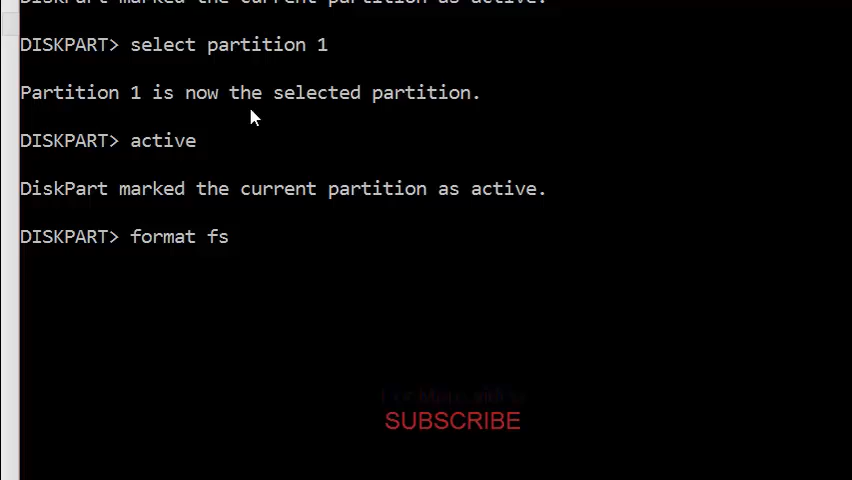 DiskPart marked the current partition as active.
DISKPART> select partition 1
Partition 1 is now the selected partition.
DISKPART> active
DiskPart marked the current partition as active.
DISKPART> format fs
SUBSCRIBE